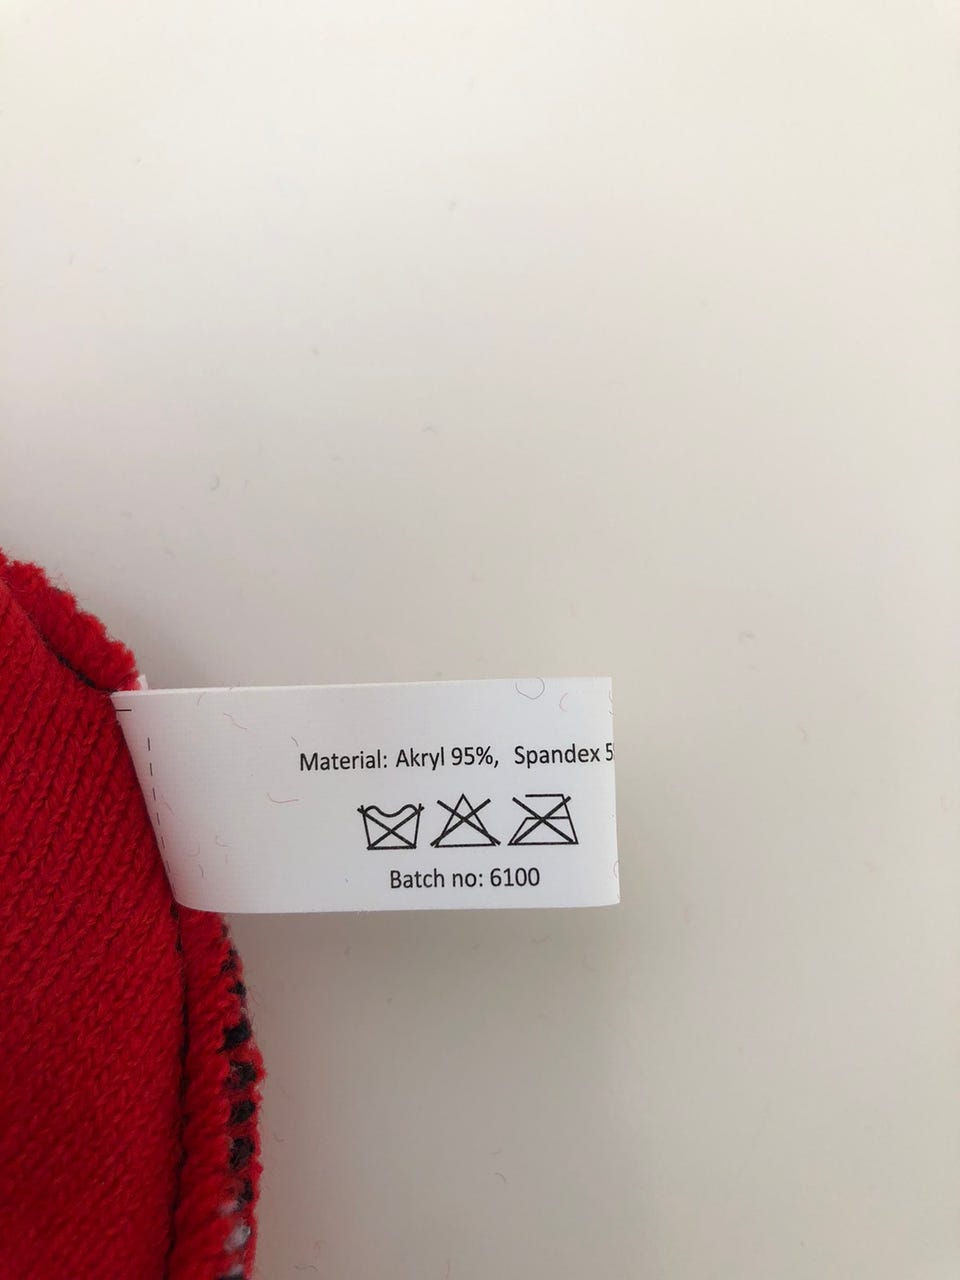 Material: Akryl 95%, Spandex 5
Batch no: 6100